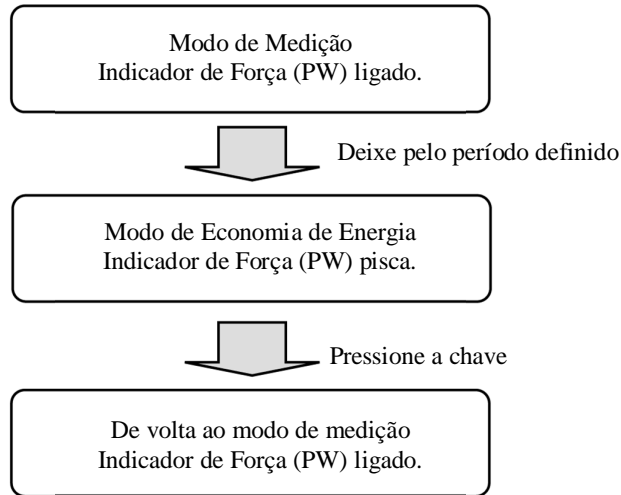 Modo de Medição
Indicador de Força (PW) ligado.
Deixe pelo período definido
Modo de Economia de Energia
Indicador de Força (PW) pisca.
Pressione a chave
De volta ao modo de medição
Indicador de Força (PW) ligado.